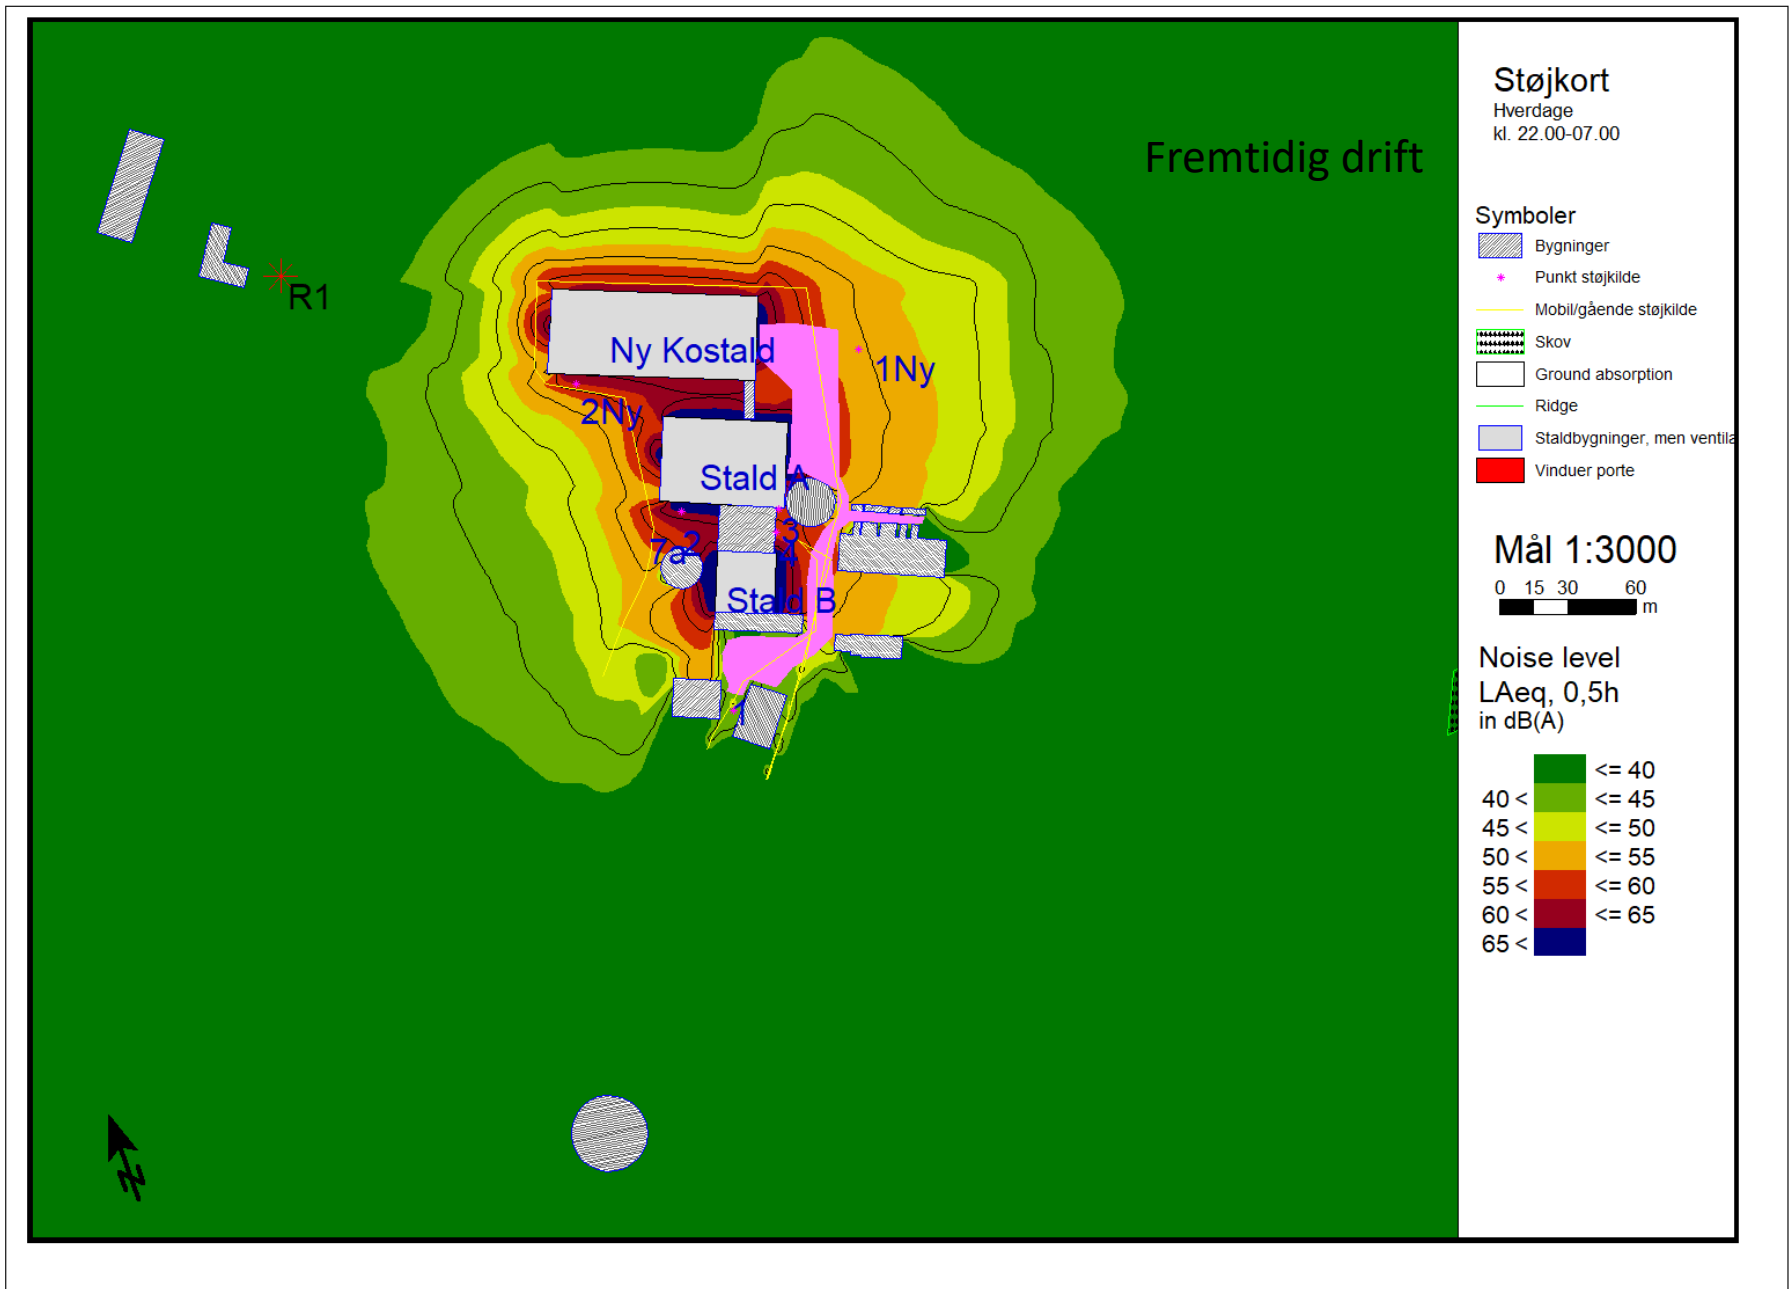 Fremtidig drift
R1
Ny Kostald
1Ny
2Ny
Stald A
3
7a
2
4
Stald B
1
N
Støjkort
Hverdage
kl. 22.00-07.00
Symboler
Bygninger
Punkt støjkilde
Mobil/gående støjkilde
Skov
Ground absorption
Ridge
Staldbygninger, men ventila
Vinduer porte
Mål 1:3000
0 15 30 60
m
Noise level
LAeq, 0,5h
in dB(A)
<= 40
40 < <= 45
45 < <= 50
50 < <= 55
55 < <= 60
60 < <= 65
65 <